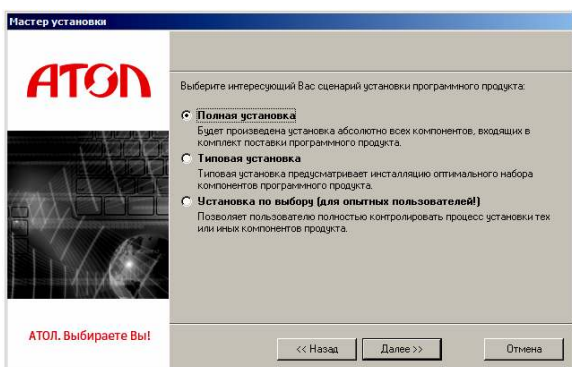 Мастер установки
АТОЛ
Выберите интересующий Вас сценарий установки программного продукта:
Полная установка
Будет произведена установка абсолютно всех компонентов, входящих в
комплект поставки программного продукта.
Типовая установка
Типовая установка предусматривает инсталляцию оптимального набора
компонентов программного продукта.
Установка по выбору (для опытных пользователей!)
Позволяет пользователю полностью контролировать процесс установки тех
или иных компонентов продукта.
АТОЛ. Выбираете Вы!
<< Назад
Далее >>
Отмена